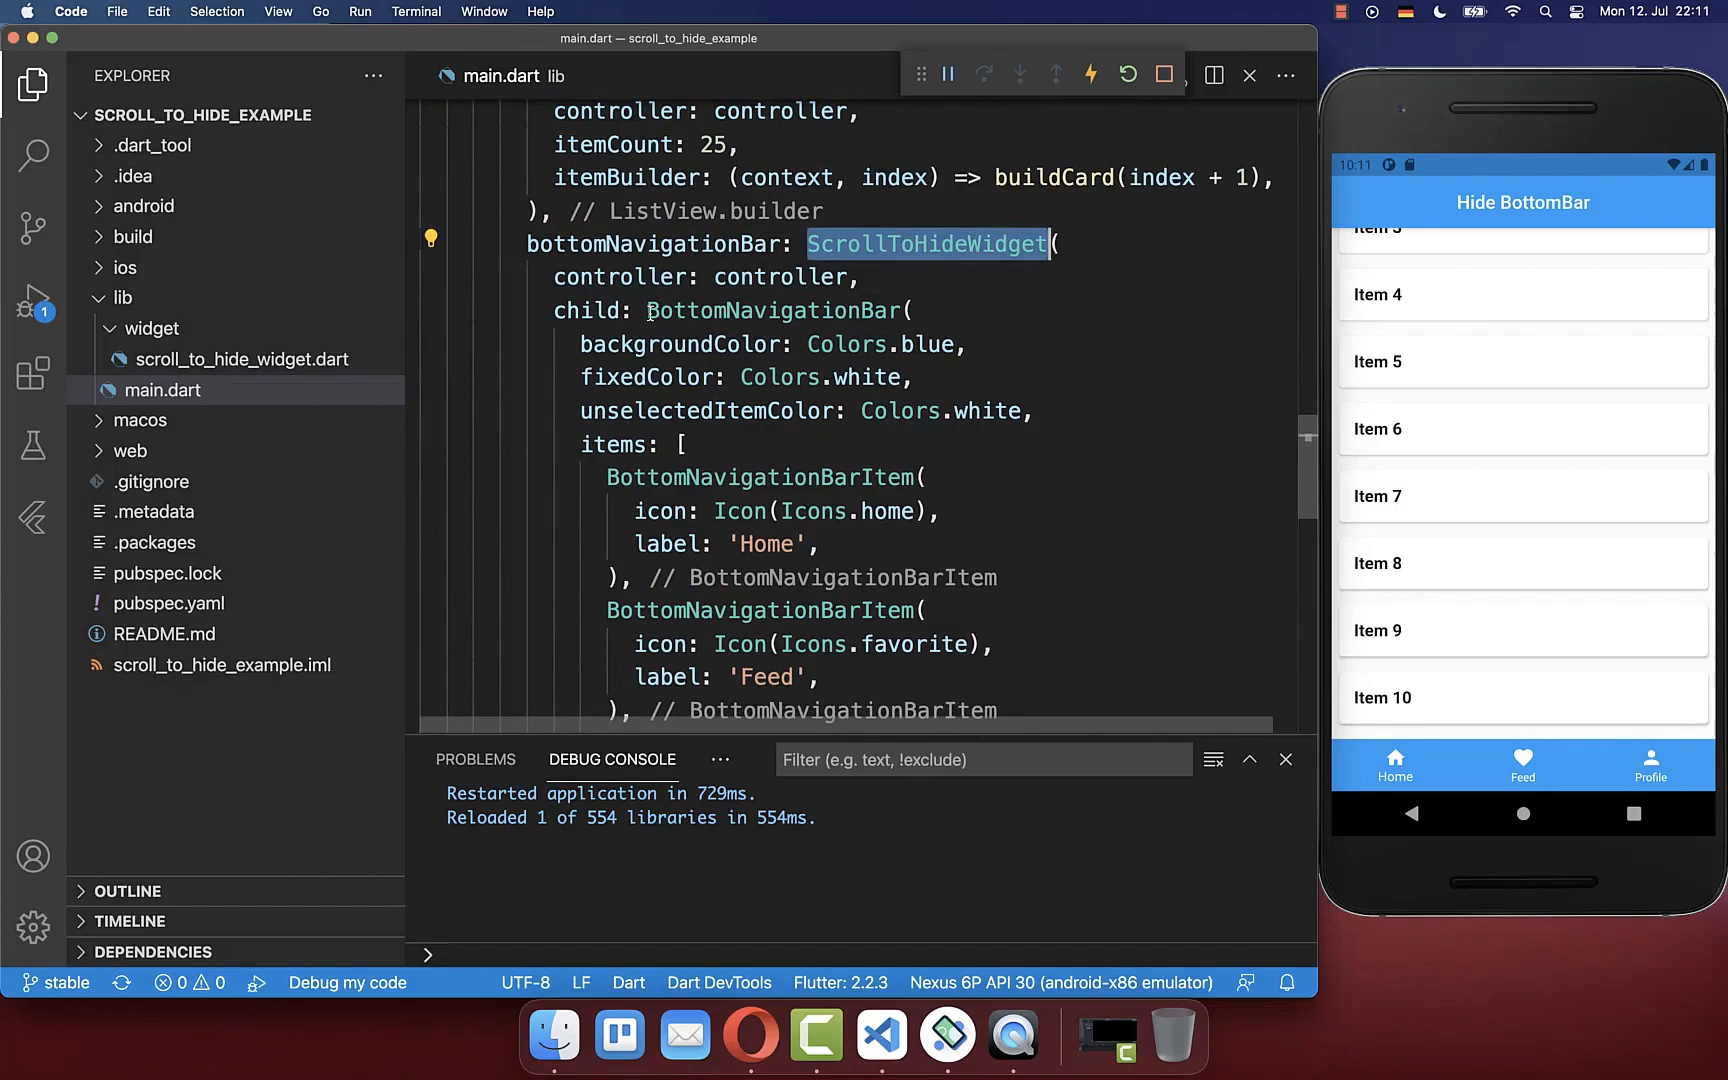 Code File Edit Selection View Go Run Terminal Window Help
Mon 12. Jul 22:11
main.dart — scroll_to_hide_example
EXPLORER
SCROLL_TO_HIDE_EXAMPLE
.dart_tool
.idea
android
build
ios
lib
widget
scroll_to_hide_widget.dart
main.dart
macos
web
.gitignore
.metadata
.packages
pubspec.lock
pubspec.yaml
README.md
scroll_to_hide_example.iml
OUTLINE
TIMELINE
DEPENDENCIES
1
main.dart lib
controller: controller,
itemCount: 25,
itemBuilder: (context, index) => buildCard(index + 1),
), // ListView.builder
bottomNavigationBar: ScrollToHideWidget(
controller: controller,
child: BottomNavigationBar(
backgroundColor: Colors.blue,
fixedColor: Colors.white,
unselectedItemColor: Colors.white,
items: [
BottomNavigationBarItem(
icon: Icon(Icons.home),
label: 'Home',
), // BottomNavigationBarItem
BottomNavigationBarItem(
icon: Icon(Icons.favorite),
label: 'Feed',
), // BottomNavigationBarItem
PROBLEMS DEBUG CONSOLE
Filter (e.g. text, !exclude)
Restarted application in 729ms.
Reloaded 1 of 554 libraries in 554ms.
stable 0 0 Debug my code UTF-8 LF Dart Dart DevTools Flutter: 2.2.3 Nexus 6P API 30 (android-x86 emulator)
10:11
Hide BottomBar
Item 3
Item 4
Item 5
Item 6
Item 7
Item 8
Item 9
Item 10
Home Feed Profile